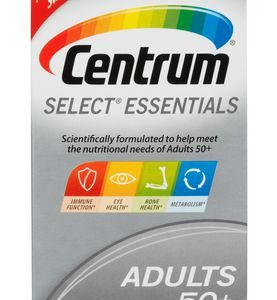 Centrum
SELECT® ESSENTIALS
Scientifically formulated to help meet
the nutritional needs of Adults 50+
IMMUNE
FUNCTION*
EYE
HEALTH*
BONE
HEALTH*
METABOLISM*
ADULTS
50+